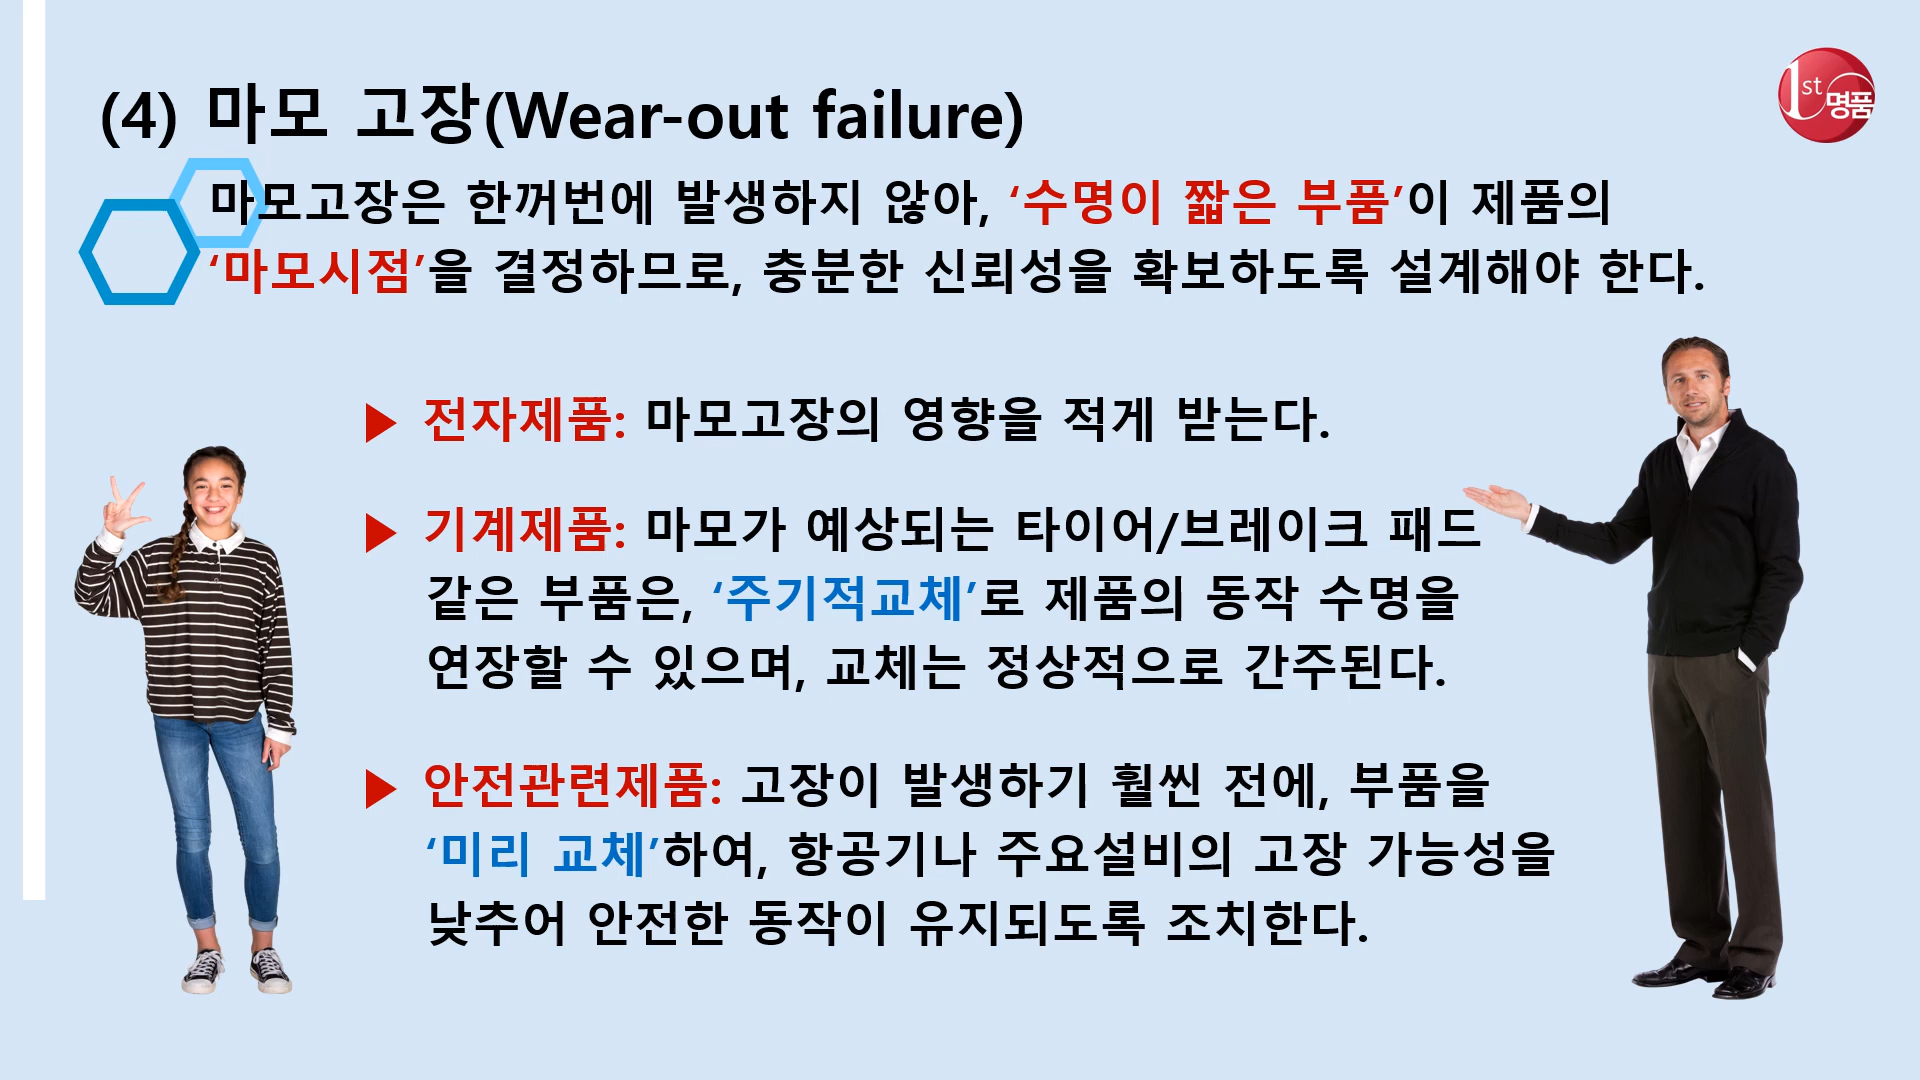 (4) 마모 고장(Wear-out failure)
1st 명품
마모고장은 한꺼번에 발생하지 않아, ‘수명이 짧은 부품’이 제품의
‘마모시점’을 결정하므로, 충분한 신뢰성을 확보하도록 설계해야 한다.
▶ 전자제품: 마모고장의 영향을 적게 받는다.
▶ 기계제품: 마모가 예상되는 타이어/브레이크 패드
같은 부품은, ‘주기적교체’로 제품의 동작 수명을
연장할 수 있으며, 교체는 정상적으로 간주된다.
▶ 안전관련제품: 고장이 발생하기 훨씬 전에, 부품을
‘미리 교체’하여, 항공기나 주요설비의 고장 가능성을
낮추어 안전한 동작이 유지되도록 조치한다.